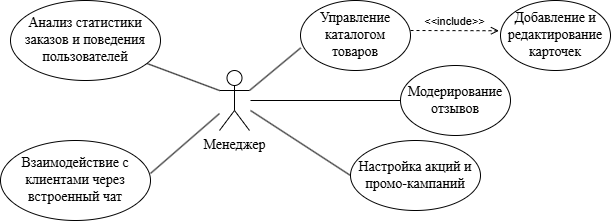 Анализ статистики
заказов и поведения
пользователей
Управление
каталогом
товаров
<<include>>
Добавление и
редактирование
карточек
Модерирование
отзывов
Менеджер
Взаимодействие с
клиентами через
встроенный чат
Настройка акций и
промо-кампаний